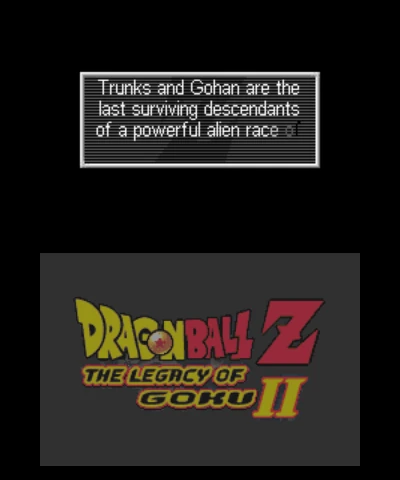 Trunks and Gohan are the
last surviving descendants
of a powerful alien race of
DRAGON BALL Z
THE LEGACY OF
GOKU II